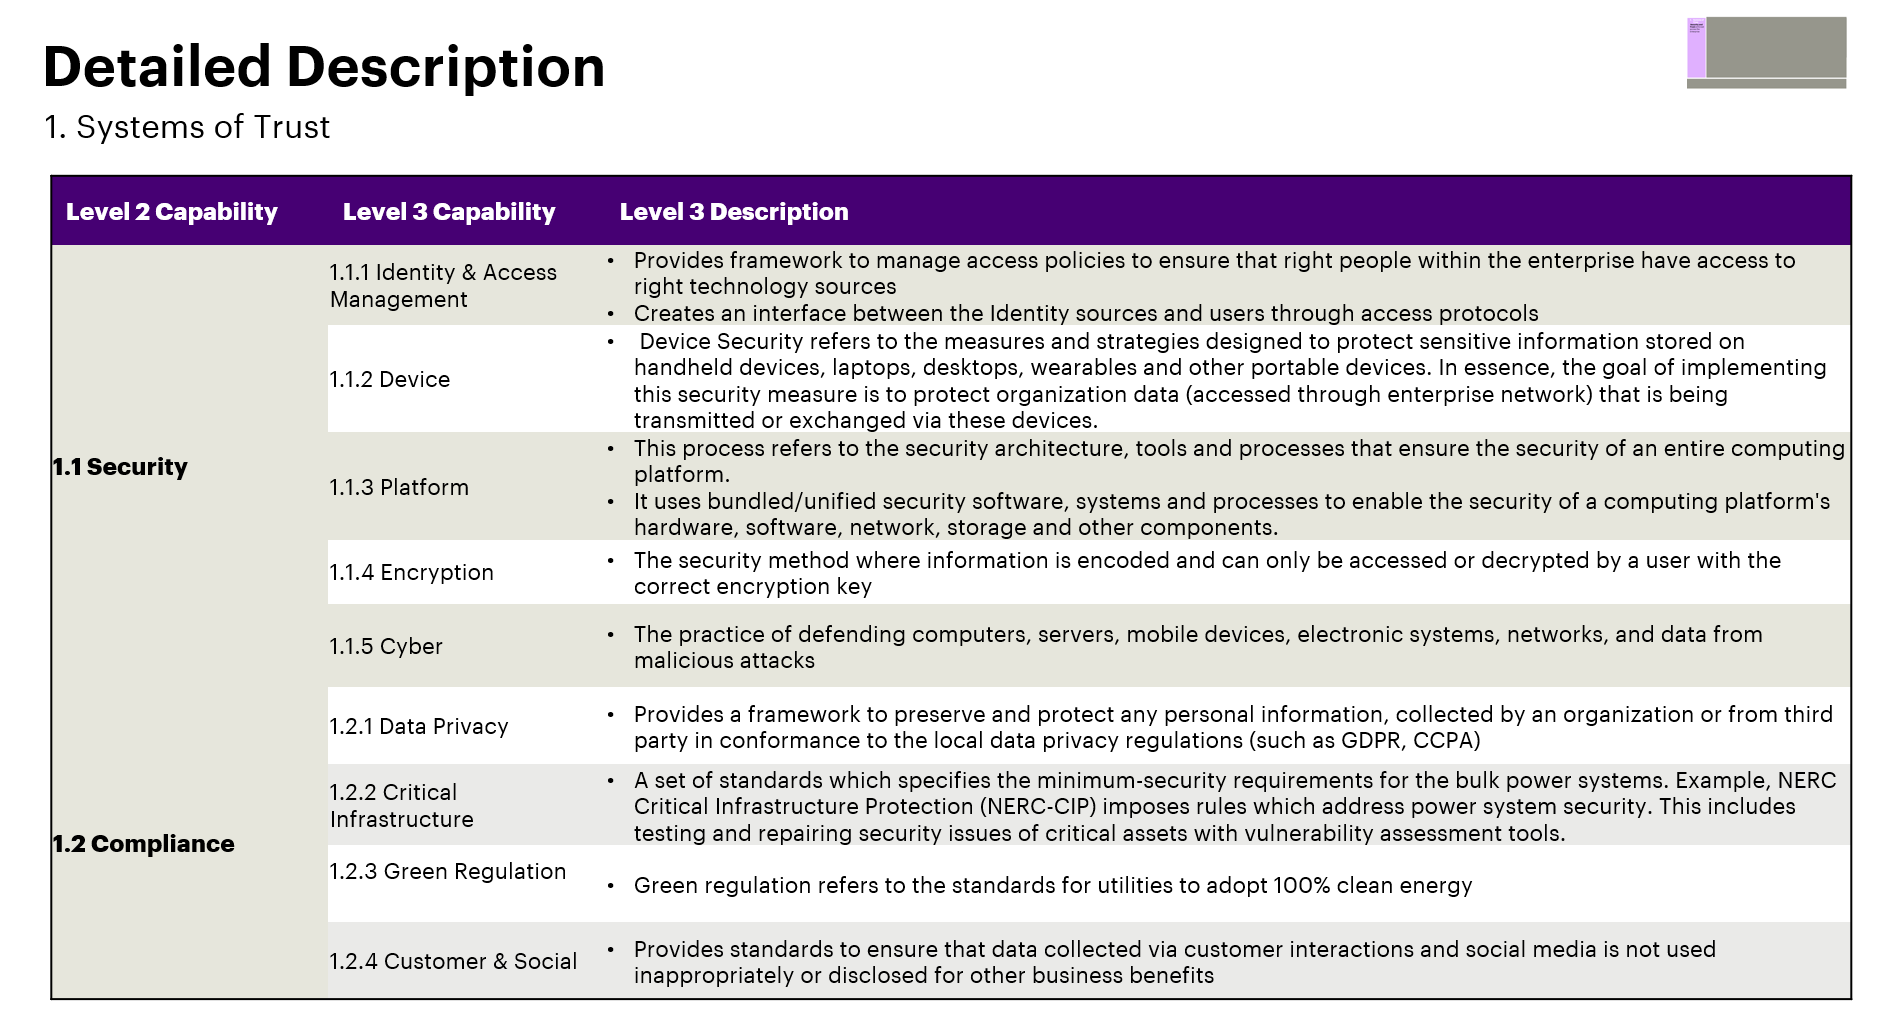 Detailed Description
1. Systems of Trust
Level 2 Capability
Level 3 Capability
Level 3 Description
1.1 Security
1.1.1 Identity & Access
Management
• Provides framework to manage access policies to ensure that right people within the enterprise have access to
right technology sources
• Creates an interface between the Identity sources and users through access protocols
1.1.2 Device
• Device Security refers to the measures and strategies designed to protect sensitive information stored on
handheld devices, laptops, desktops, wearables and other portable devices. In essence, the goal of implementing
this security measure is to protect organization data (accessed through enterprise network) that is being
transmitted or exchanged via these devices.
1.1.3 Platform
• This process refers to the security architecture, tools and processes that ensure the security of an entire computing
platform.
• It uses bundled/unified security software, systems and processes to enable the security of a computing platform's
hardware, software, network, storage and other components.
1.1.4 Encryption
• The security method where information is encoded and can only be accessed or decrypted by a user with the
correct encryption key
1.1.5 Cyber
• The practice of defending computers, servers, mobile devices, electronic systems, networks, and data from
malicious attacks
1.2 Compliance
1.2.1 Data Privacy
• Provides a framework to preserve and protect any personal information, collected by an organization or from third
party in conformance to the local data privacy regulations (such as GDPR, CCPA)
1.2.2 Critical
Infrastructure
• A set of standards which specifies the minimum-security requirements for the bulk power systems. Example, NERC
Critical Infrastructure Protection (NERC-CIP) imposes rules which address power system security. This includes
testing and repairing security issues of critical assets with vulnerability assessment tools.
1.2.3 Green Regulation
• Green regulation refers to the standards for utilities to adopt 100% clean energy
1.2.4 Customer & Social
• Provides standards to ensure that data collected via customer interactions and social media is not used
inappropriately or disclosed for other business benefits